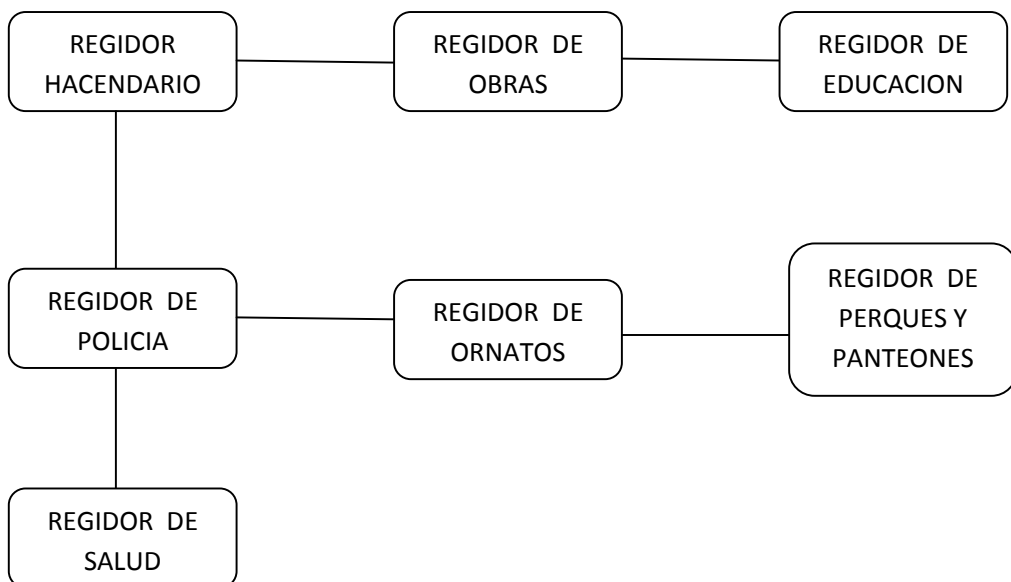 REGIDOR
HACENDARIO
REGIDOR DE
OBRAS
REGIDOR DE
EDUCACION
REGIDOR DE
POLICIA
REGIDOR DE
ORNATOS
REGIDOR DE
PERQUES Y
PANTEONES
REGIDOR DE
SALUD